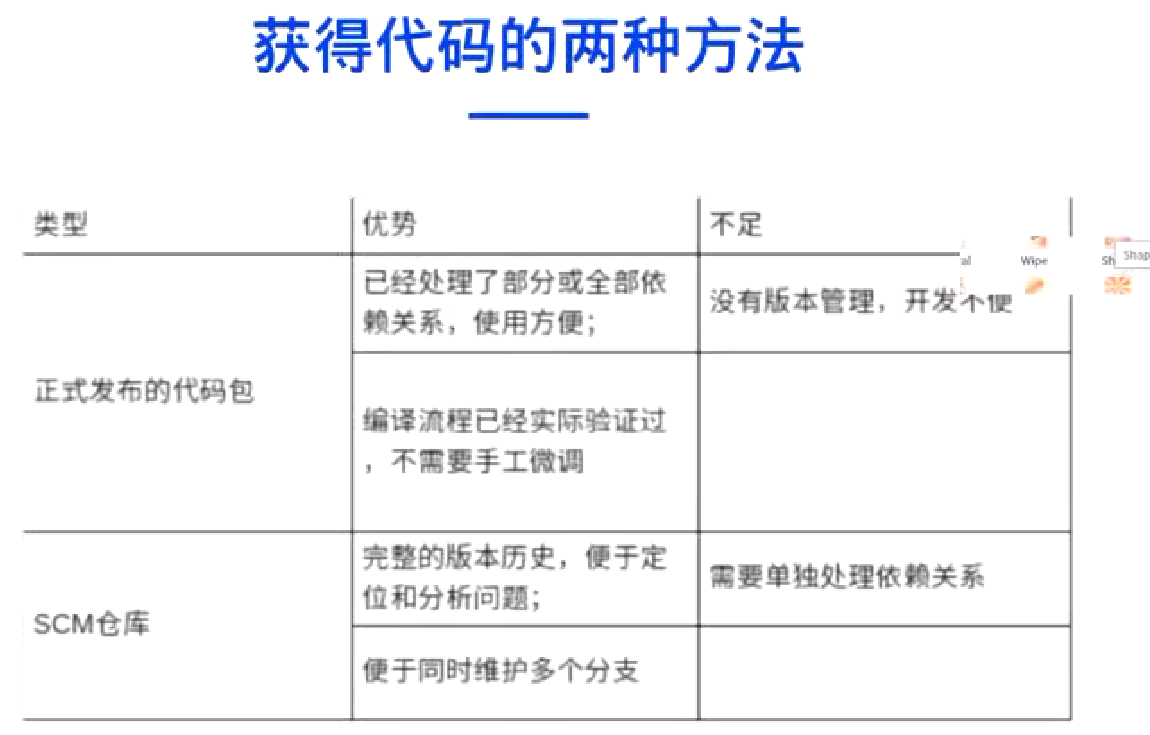 获得代码的两种方法
类型
优势
不足
正式发布的代码包
已经处理了部分或全部依
赖关系，使用方便；
没有版本管理，开发不便
编译流程已经实际验证过
，不需要手工微调
SCM仓库
完整的版本历史，便于定
位和分析问题；
需要单独处理依赖关系
便于同时维护多个分支
al
Wipe
Sh
Shap